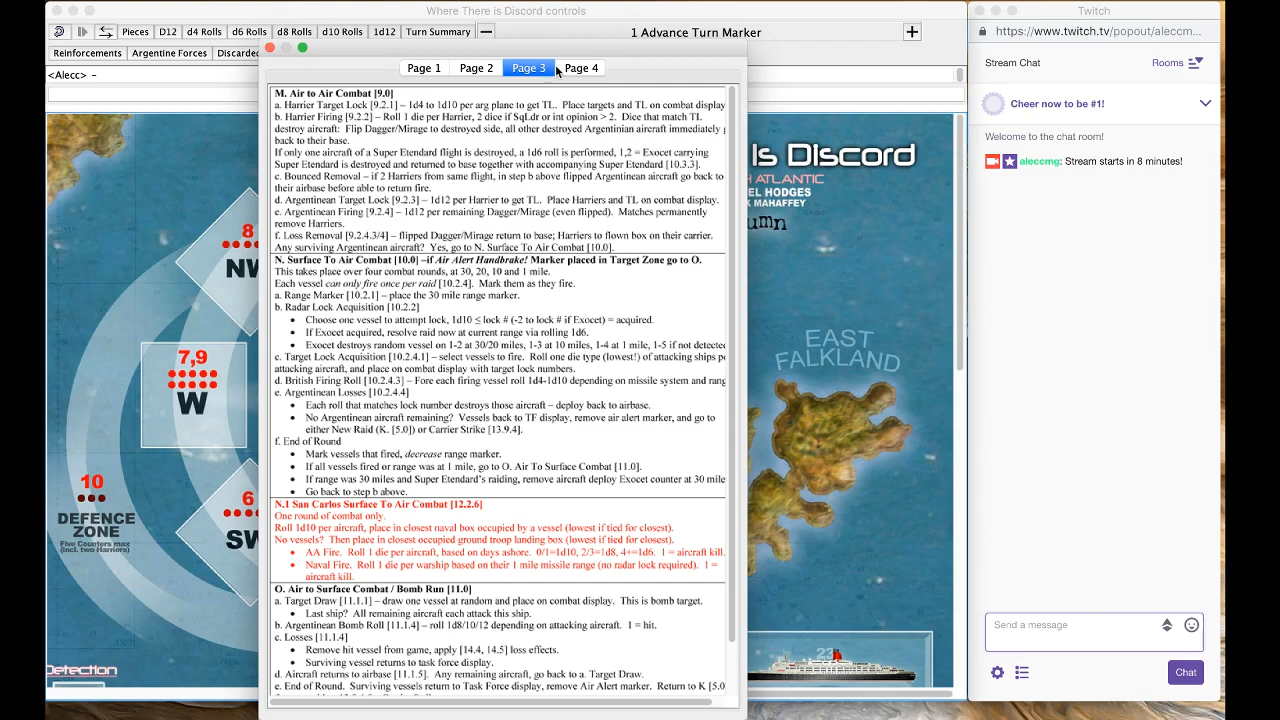 Where There is Discord controls
Pieces D12 d4 Rolls d6 Rolls d8 Rolls d10 Rolls 1d12 Turn Summary
1 Advance Turn Marker
Reinforcements Argentine Forces Discarded
<Alecc> -
Page 1 Page 2 Page 3 Page 4
M. Air to Air Combat [9.0]
a. Harrier Target Lock [9.2.1] – 1d4 to 1d10 per arg plane to get TL. Place targets and TL on combat display
b. Harrier Firing [9.2.2] – Roll 1 die per Harrier, 2 dice if SqLdr or int opinion > 2. Dice that match TL
destroy aircraft: Flip Dagger/Mirage to destroyed side, all other destroyed Argentinian aircraft immediately g
back to their base.
If only one aircraft of a Super Etendard flight is destroyed, a 1d6 roll is performed, 1,2 = Exocet carrying
Super Etendard is destroyed and returned to base together with accompanying Super Etendard [10.3.3].
c. Bounced Removal – if 2 Harriers from same flight, in step b above flipped Argentinean aircraft go back to
their airbase before able to return fire.
d. Argentinean Target Lock [9.2.3] – 1d12 per Harrier to get TL. Place Harriers and TL on combat display.
e. Argentinean Firing [9.2.4] – 1d12 per remaining Dagger/Mirage (even flipped). Matches permanently
remove Harriers.
f. Loss Removal [9.2.4.3/4] – flipped Dagger/Mirage return to base; Harriers to flown box on their carrier.
Any surviving Argentinean aircraft? Yes, go to N. Surface To Air Combat [10.0].
N. Surface To Air Combat [10.0] –if Air Alert Handbrake! Marker placed in Target Zone go to O.
This takes place over four combat rounds, at 30, 20, 10 and 1 mile.
Each vessel can only fire once per raid [10.2.4]. Mark them as they fire.
a. Range Marker [10.2.1] – place the 30 mile range marker.
b. Radar Lock Acquisition [10.2.2]
• Choose one vessel to attempt lock, 1d10 ≤ lock # (-2 to lock # if Exocet) = acquired.
• If Exocet acquired, resolve raid now at current range via rolling 1d6.
• Exocet destroys random vessel on 1-2 at 30/20 miles, 1-3 at 10 miles, 1-4 at 1 mile, 1-5 if not detected
c. Target Lock Acquisition [10.2.4.1] – select vessels to fire. Roll one die type (lowest!) of attacking ships pe
attacking aircraft, and place on combat display with target lock numbers.
d. British Firing Roll [10.2.4.3] – Fore each firing vessel roll 1d4-1d10 depending on missile system and rang
e. Argentinean Losses [10.2.4.4]
• Each roll that matches lock number destroys those aircraft – deploy back to airbase.
• No Argentinean aircraft remaining? Vessels back to TF display, remove air alert marker, and go to
either New Raid (K. [5.0]) or Carrier Strike [13.9.4].
f. End of Round
• Mark vessels that fired, decrease range marker.
• If all vessels fired or range was at 1 mile, go to O. Air To Surface Combat [11.0].
• If range was 30 miles and Super Etendard's raiding, remove aircraft deploy Exocet counter at 30 mile
• Go back to step b above.
N.1 San Carlos Surface To Air Combat [12.2.6]
One round of combat only.
Roll 1d10 per aircraft, place in closest naval box occupied by a vessel (lowest if tied for closest).
No vessels? Then place in closest occupied ground troop landing box (lowest if tied for closest).
• AA Fire. Roll 1 die per aircraft, based on days ashore. 0/1=1d10, 2/3=1d8, 4+=1d6. 1 = aircraft kill.
• Naval Fire. Roll 1 die per warship based on their 1 mile missile range (no radar lock required). 1 =
aircraft kill.
O. Air to Surface Combat / Bomb Run [11.0]
a. Target Draw [11.1.1] – draw one vessel at random and place on combat display. This is bomb target.
• Last ship? All remaining aircraft each attack this ship.
b. Argentinean Bomb Roll [11.1.4] – roll 1d8/10/12 depending on attacking aircraft. 1 = hit.
c. Losses [11.1.4]
• Remove hit vessel from game, apply [14.4, 14.5] loss effects.
• Surviving vessel returns to task force display.
d. Aircraft returns to airbase [11.1.5]. Any remaining aircraft, go back to a. Target Draw.
e. End of Round. Surviving vessels return to Task Force display, remove Air Alert marker. Return to K [5.0
8
NW
7,9
W
6
SW
10
DEFENCE
ZONE
Five Counters max
(incl. two Harriers)
Detection
Is Discord
ATLANTIC
EL HODGES
K MAHAFFEY
umn
EAST
FALKLAND
23
Twitch
https://www.twitch.tv/popout/aleccm...
Stream Chat Rooms
Cheer now to be #1!
Welcome to the chat room!
aleccmg: Stream starts in 8 minutes!
Send a message
Chat